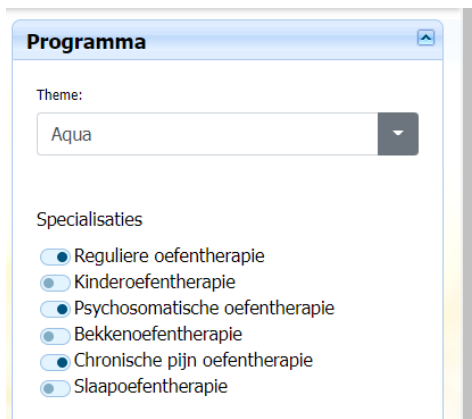 Programma
Theme:
Aqua
Specialisaties
Reguliere oefentherapie
Kinderoefentherapie
Psychosomatische oefentherapie
Bekkenoefentherapie
Chronische pijn oefentherapie
Slaapoefentherapie